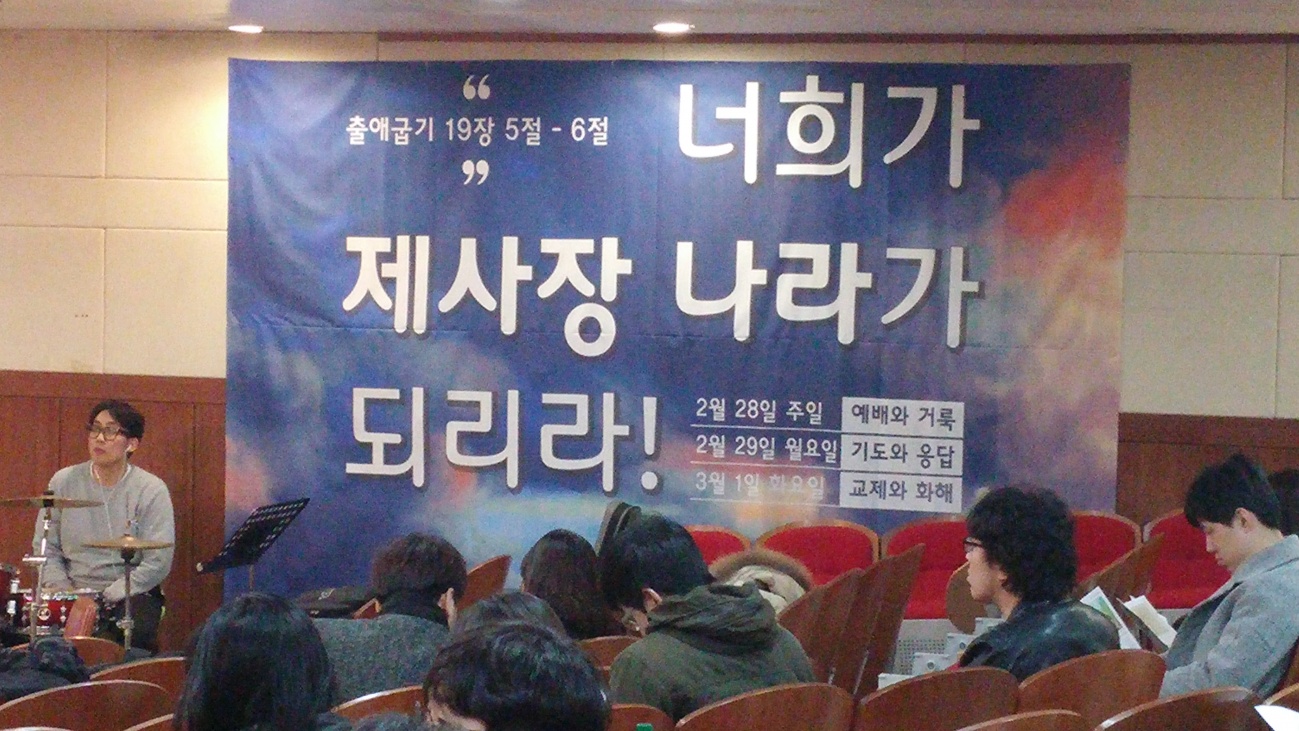 “
출애굽기 19장 5절 - 6절
”
너희가
제사장 나라가
되리라!
2월 28일 주일 예배와 거룩
2월 29일 월요일 기도와 응답
3월 1일 화요일 교제와 화해